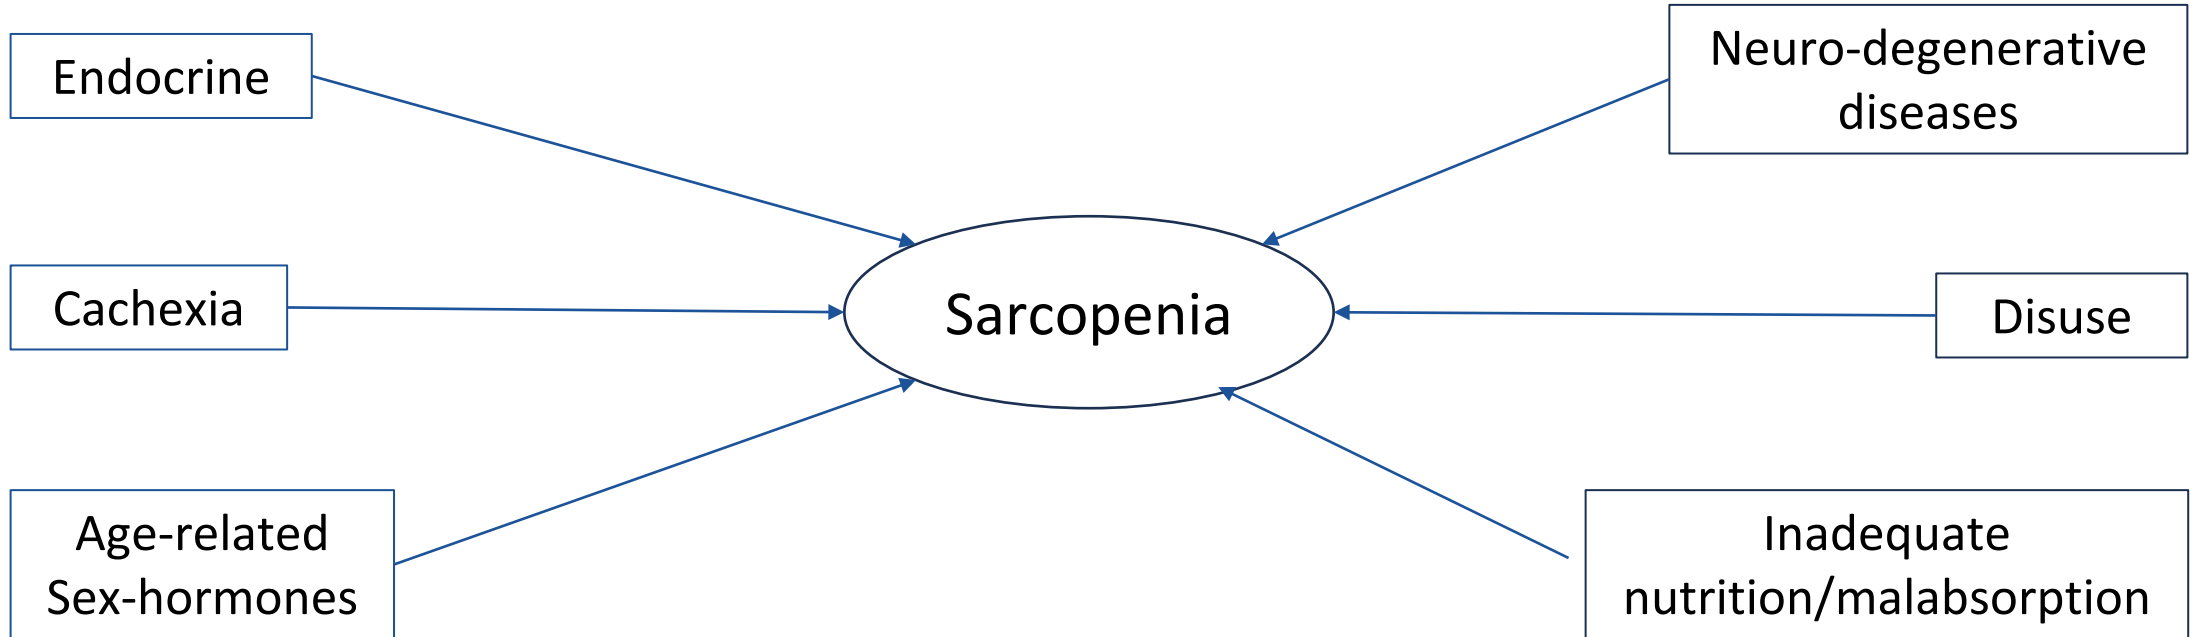 Endocrine
Neuro-degenerative
diseases
Cachexia
Sarcopenia
Disuse
Age-related
Sex-hormones
Inadequate
nutrition/malabsorption